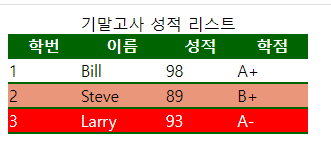 기말고사 성적 리스트
학번 이름 성적 학점
1 Bill 98 A+
2 Steve 89 B+
3 Larry 93 A-